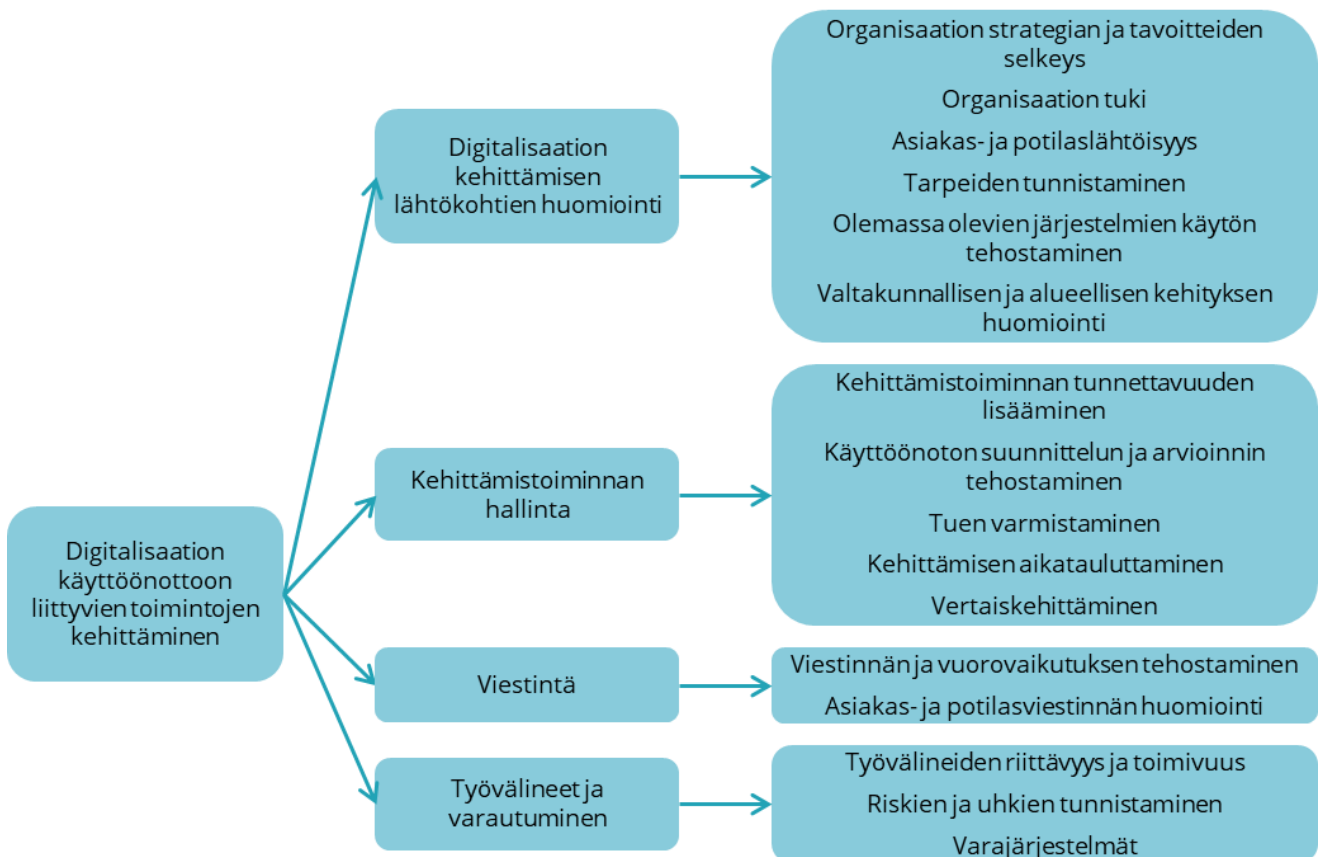 Digitalisaation
käyttöönottoon
liittyvien toimintojen
kehittäminen
Digitalisaation
kehittämisen
lähtökohtien huomiointi
Organisaation strategian ja tavoitteiden
selkeys
Organisaation tuki
Asiakas- ja potilaslähtöisyys
Tarpeiden tunnistaminen
Olemassa olevien järjestelmien käytön
tehostaminen
Valtakunnallisen ja alueellisen kehityksen
huomiointi
Kehittämistoiminnan
hallinta
Kehittämistoiminnan tunnettavuuden
lisääminen
Käyttöönoton suunnittelun ja arvioinnin
tehostaminen
Tuen varmistaminen
Kehittämisen aikatauluttaminen
Vertaiskehittäminen
Viestintä
Viestinnän ja vuorovaikutuksen tehostaminen
Asiakas- ja potilasviestinnän huomiointi
Työvälineet ja
varautuminen
Työvälineiden riittävyys ja toimivuus
Riskien ja uhkien tunnistaminen
Varajärjestelmät